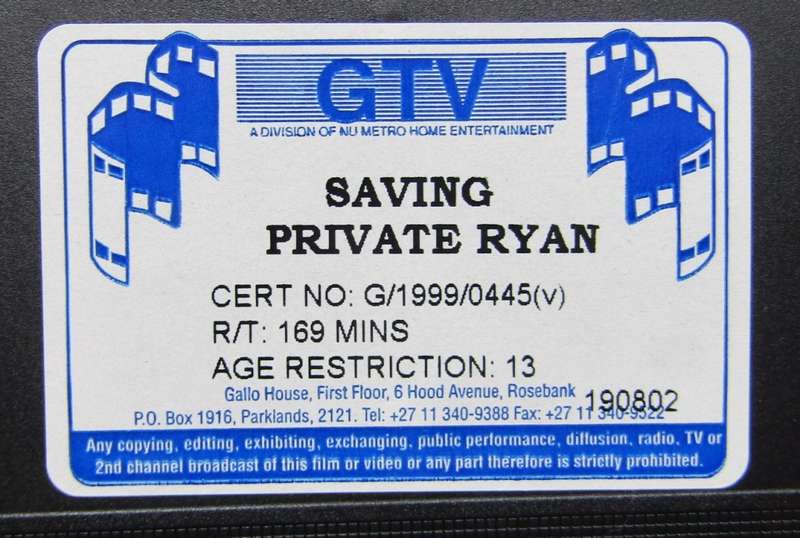 GTV
A DIVISION OF NU METRO HOME ENTERTAINMENT
SAVING
PRIVATE RYAN
CERT NO: G/1999/0445(v)
R/T: 169 MINS
AGE RESTRICTION: 13
Gallo House, First Floor, 6 Hood Avenue, Rosebank
190802
P.O. Box 1916, Parklands, 2121. Tel: +27 11 340-9388 Fax: +27 11 340-9322
Any copying, editing, exhibiting, exchanging, public performance, diffusion, radio, TV or
2nd channel broadcast of this film or video or any part therefore is strictly prohibited.